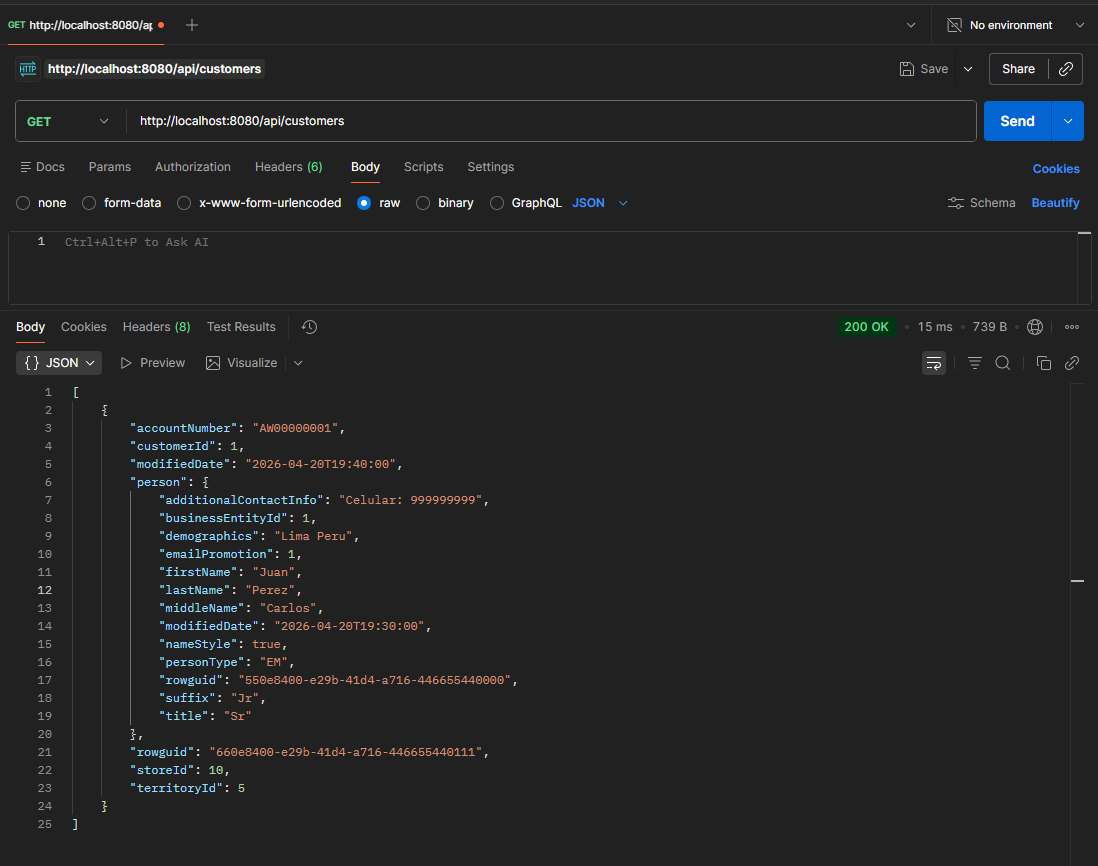 GET http://localhost:8080/ap
No environment
HTTP http://localhost:8080/api/customers
Save
Share
GET http://localhost:8080/api/customers
Send
Docs Params Authorization Headers (6) Body Scripts Settings
Cookies
none form-data x-www-form-urlencoded raw binary GraphQL JSON
Schema Beautify
1 Ctrl+Alt+P to Ask AI
Body Cookies Headers (8) Test Results
200 OK • 15 ms • 739 B •
{} JSON Preview Visualize
1 [
2 {
3 "accountNumber": "AW00000001",
4 "customerId": 1,
5 "modifiedDate": "2026-04-20T19:40:00",
6 "person": {
7 "additionalContactInfo": "Celular: 999999999",
8 "businessEntityId": 1,
9 "demographics": "Lima Peru",
10 "emailPromotion": 1,
11 "firstName": "Juan",
12 "lastName": "Perez",
13 "middleName": "Carlos",
14 "modifiedDate": "2026-04-20T19:30:00",
15 "nameStyle": true,
16 "personType": "EM",
17 "rowguid": "550e8400-e29b-41d4-a716-446655440000",
18 "suffix": "Jr",
19 "title": "Sr"
20 },
21 "rowguid": "660e8400-e29b-41d4-a716-446655440111",
22 "storeId": 10,
23 "territoryId": 5
24 }
25 ]